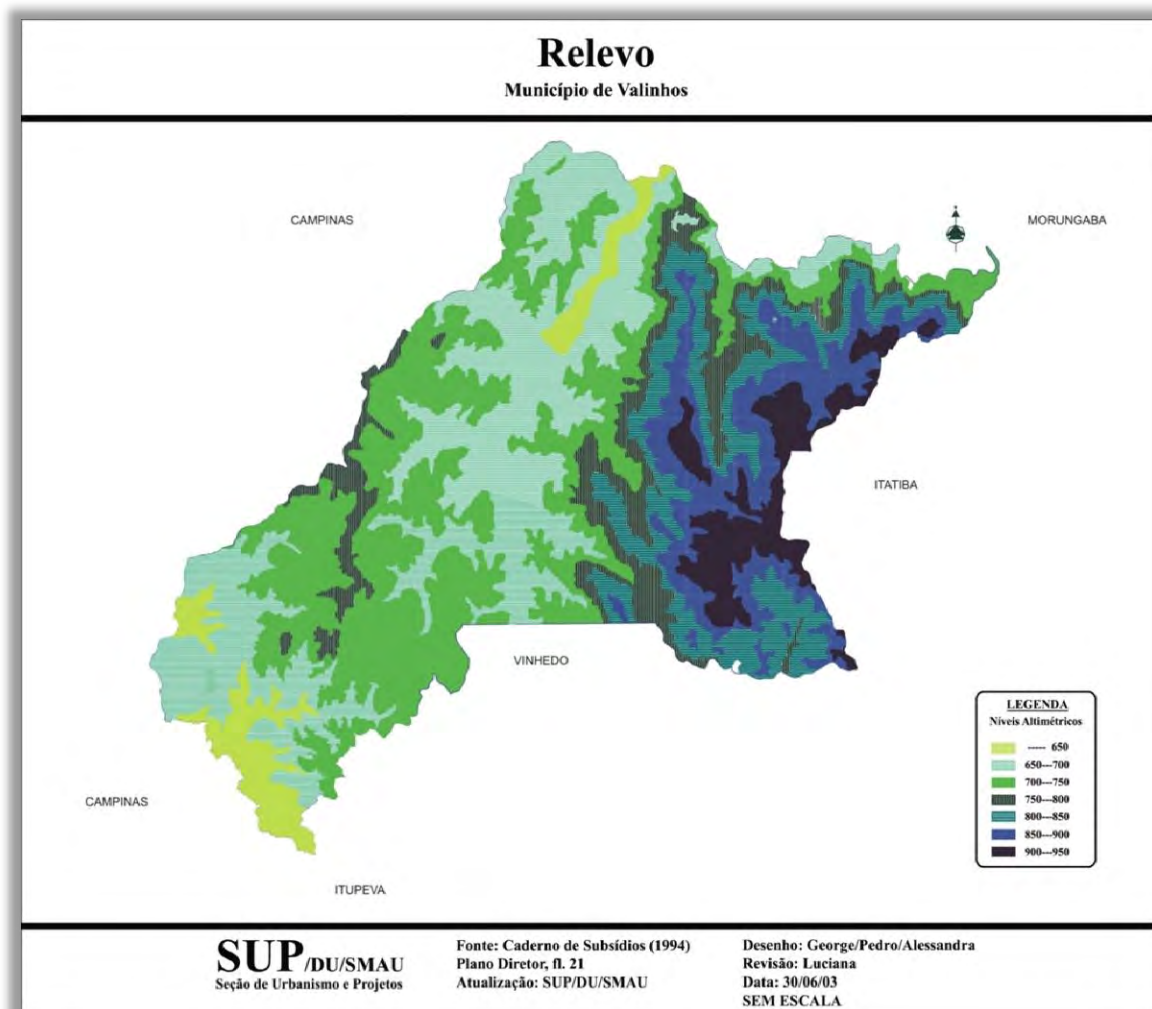 Relevo
Município de Valinhos
CAMPINAS
MORUNGABA
ITATIBA
VINHEDO
CAMPINAS
ITUPEVA
LEGENDA
Níveis Altimétricos
---- 650
650---700
700---750
750---800
800---850
850---900
900---950
SUP/DU/SMAU
Seção de Urbanismo e Projetos
Fonte: Caderno de Subsídios (1994)
Plano Diretor, fl. 21
Atualização: SUP/DU/SMAU
Desenho: George/Pedro/Alessandra
Revisão: Luciana
Data: 30/06/03
SEM ESCALA